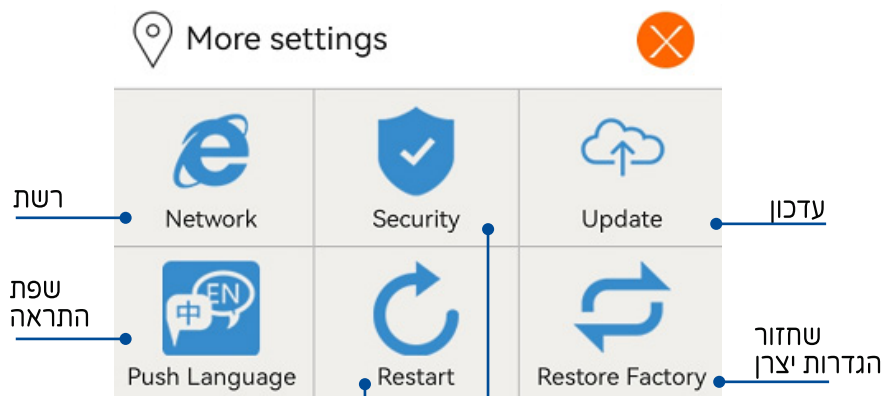 More settings
Network
Security
Update
רשת
עדכון
中
EN
שפת
התראה
Push Language
Restart
Restore Factory
שחזור
הגדרות יצרן